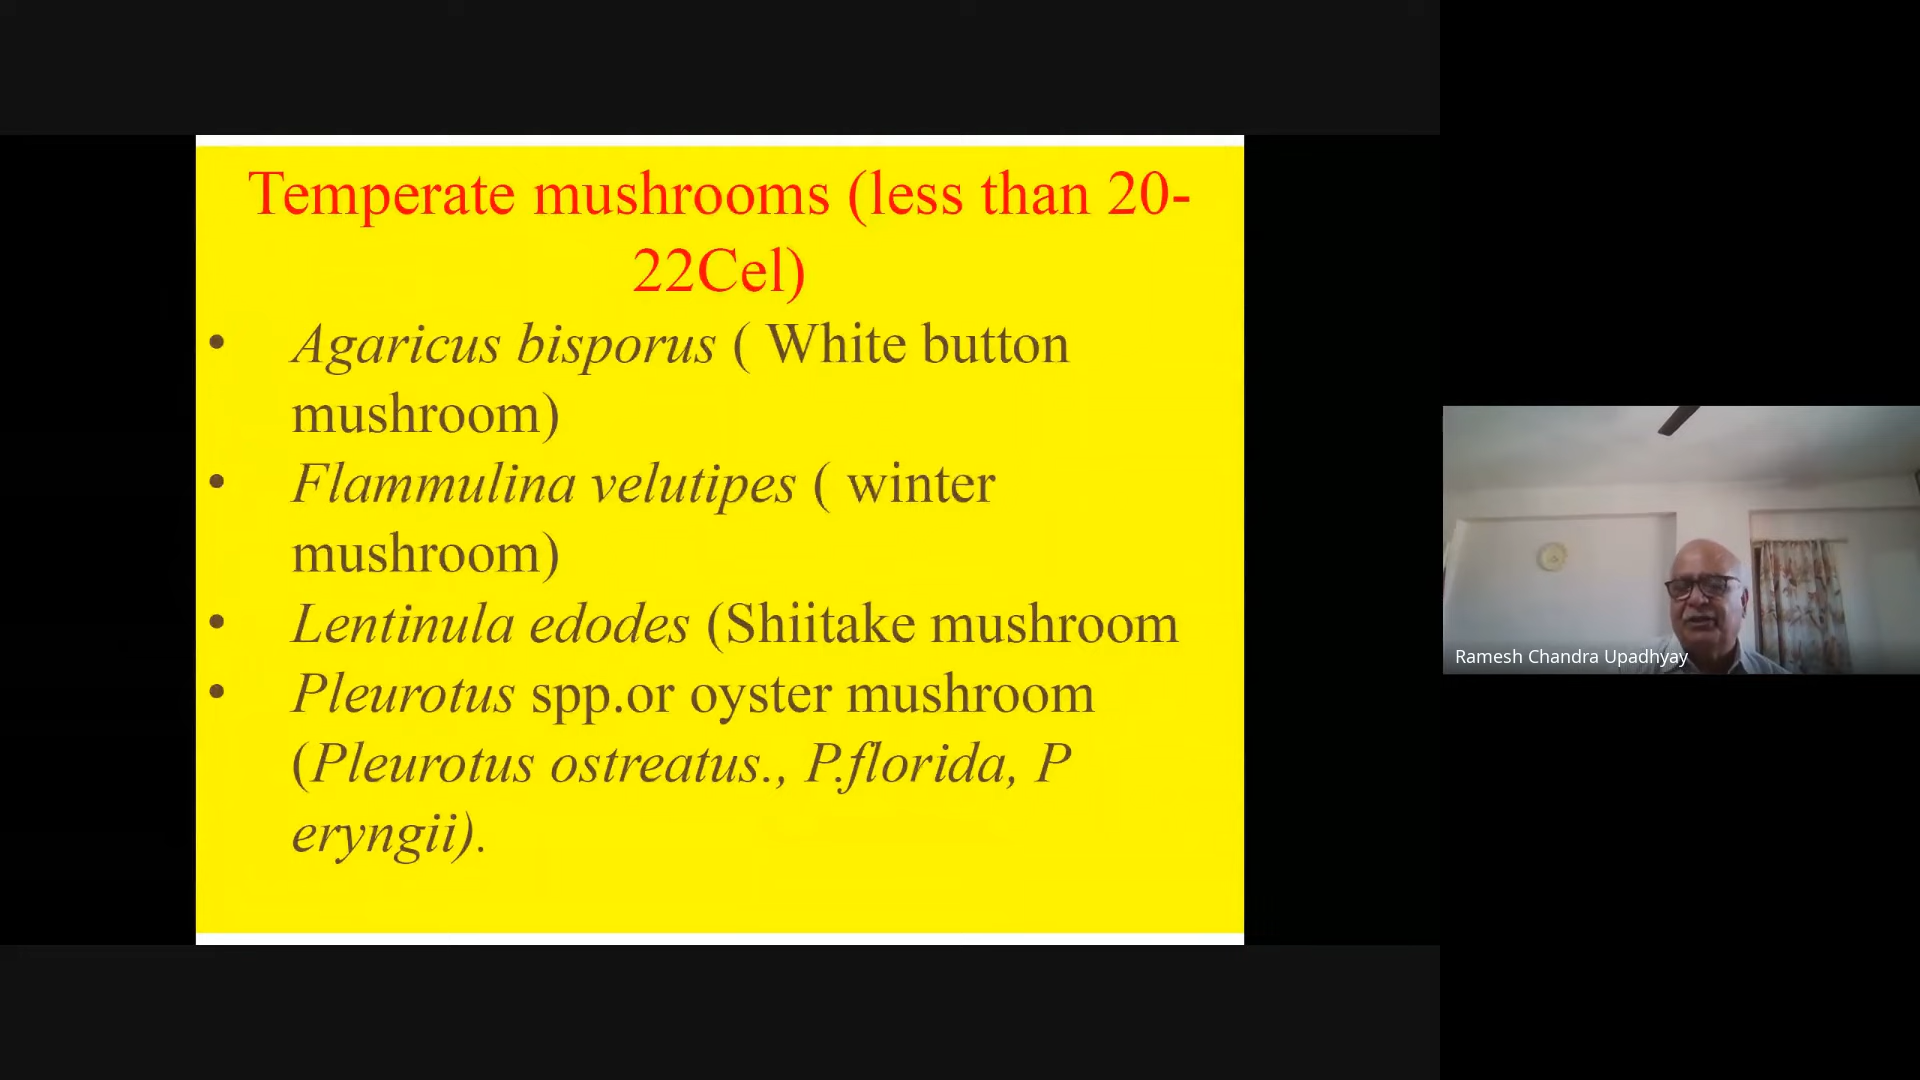 Temperate mushrooms (less than 20-
22Cel)
• Agaricus bisporus ( White button
mushroom)
• Flammulina velutipes ( winter
mushroom)
• Lentinula edodes (Shiitake mushroom
• Pleurotus spp.or oyster mushroom
(Pleurotus ostreatus., P.florida, P
eryngii).
Ramesh Chandra Upadhyay